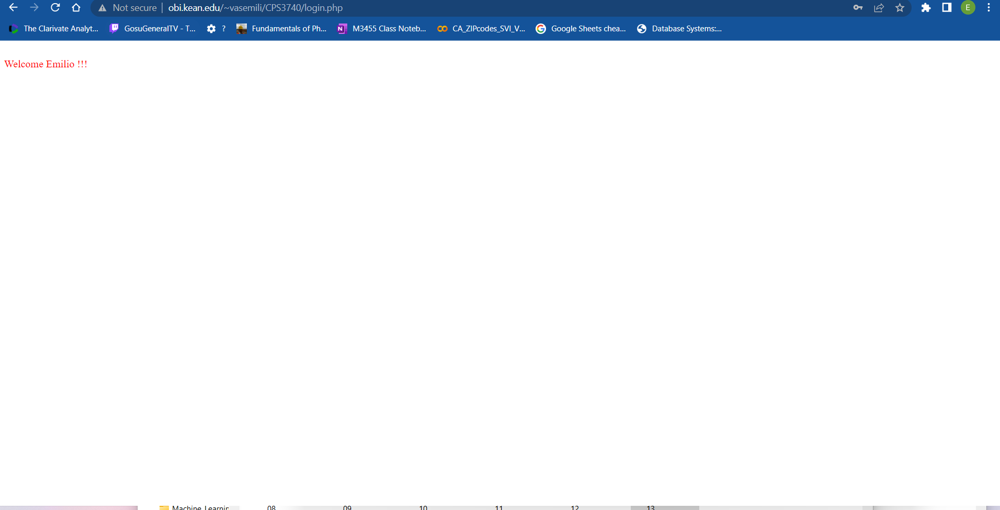 Not secure | obi.kean.edu/~vasemili/CPS3740/login.php E
The Clarivate Analyt... GosuGeneralTV - T... ? Fundamentals of Ph... M3455 Class Noteb... CA_ZIPcodes_SVI_V... Google Sheets chea... Database Systems:...
Welcome Emilio !!!
Machine Learnin 08 09 10 11 12 13